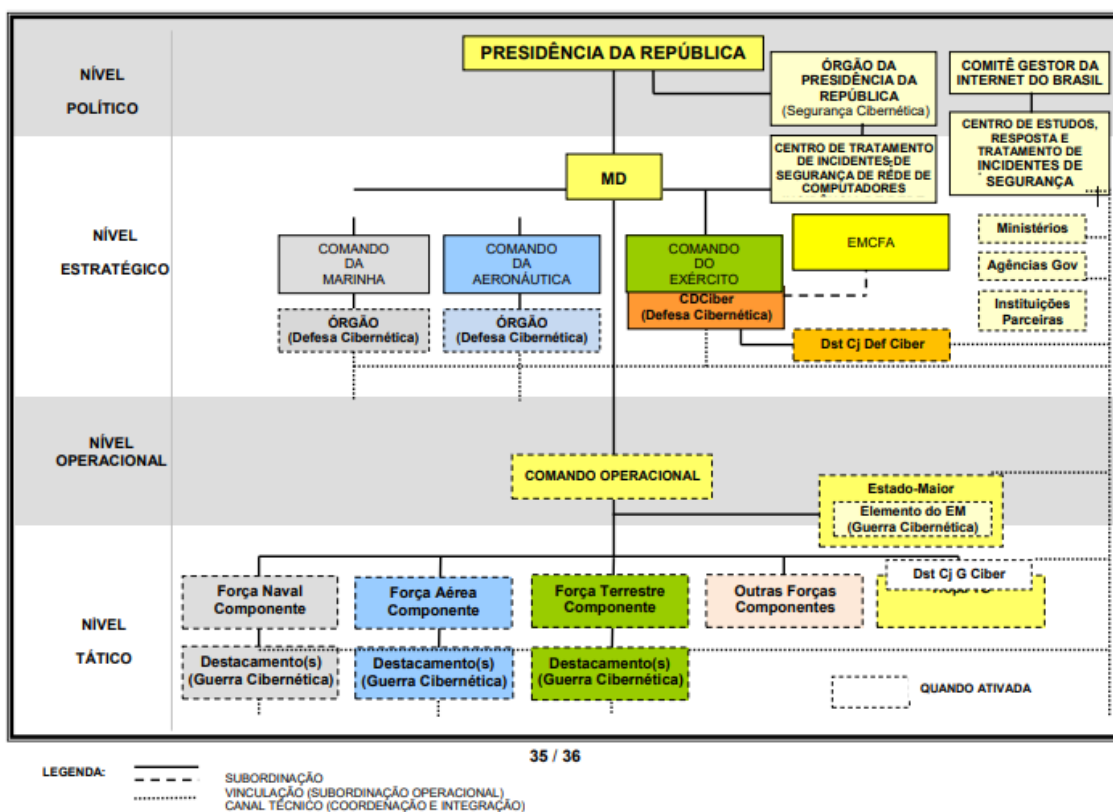 PRESIDÊNCIA DA REPÚBLICA
NÍVEL
POLÍTICO
ÓRGÃO DA
PRESIDÊNCIA DA
REPÚBLICA
(Segurança Cibernética)
COMITÊ GESTOR DA
INTERNET DO BRASIL
CENTRO DE TRATAMENTO
DE INCIDENTES DE
SEGURANÇA DE REDE DE
COMPUTADORES
CENTRO DE ESTUDOS,
RESPOSTA E
TRATAMENTO DE
INCIDENTES DE
SEGURANÇA
MD
NÍVEL
ESTRATÉGICO
COMANDO
DA
MARINHA
COMANDO
DA
AERONÁUTICA
COMANDO
DO
EXÉRCITO
EMCFA
Ministérios
Agências Gov
Instituições
Parceiras
ÓRGÃO
(Defesa Cibernética)
ÓRGÃO
(Defesa Cibernética)
CDCiber
(Defesa Cibernética)
Dst Cj Def Ciber
NÍVEL
OPERACIONAL
COMANDO OPERACIONAL
Estado-Maior
Elemento do EM
(Guerra Cibernética)
NÍVEL
TÁTICO
Força Naval
Componente
Força Aérea
Componente
Força Terrestre
Componente
Outras Forças
Componentes
Dst Cj G Ciber
Destacamento(s)
(Guerra Cibernética)
Destacamento(s)
(Guerra Cibernética)
Destacamento(s)
(Guerra Cibernética)
QUANDO ATIVADA
35 / 36
LEGENDA:
SUBORDINAÇÃO
VINCULAÇÃO (SUBORDINAÇÃO OPERACIONAL)
CANAL TÉCNICO (COORDENAÇÃO E INTEGRAÇÃO)